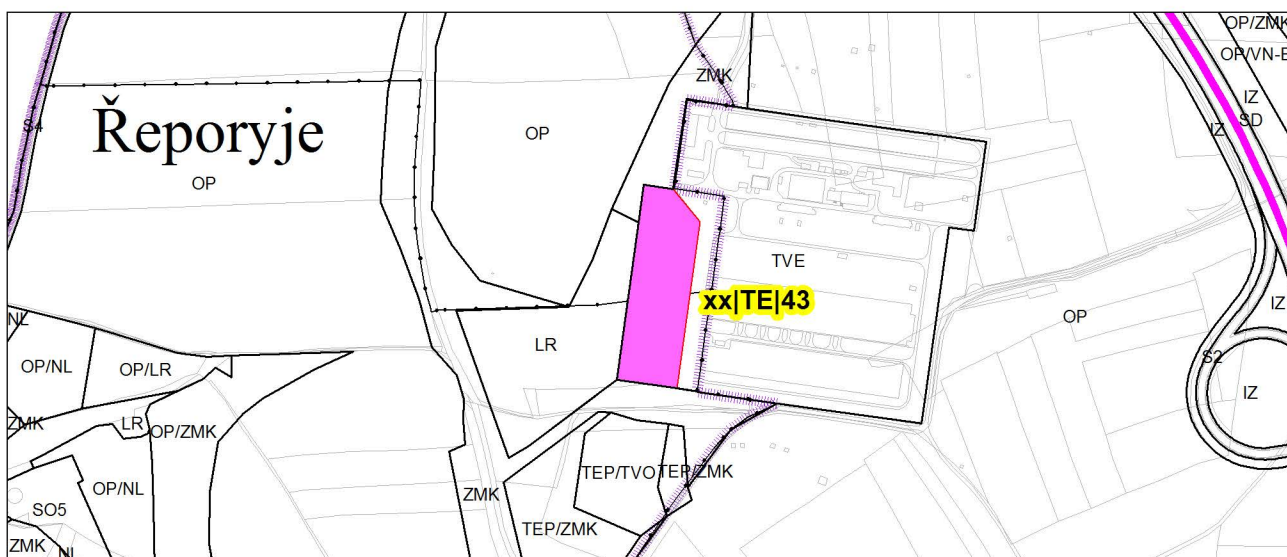 OP/ZMK
OP/VN-E
ZMK
IZ
SD
IZ
S4
Řeporyje
OP
OP
TVE
xx|TE|43
IZ
NL
OP
LR
S2
OP/NL
OP/LR
IZ
ZMK
LR
OP/ZMK
TEP/TVO
TEP/ZMK
OP/NL
ZMK
SO5
TEP/ZMK
ZMK
NL